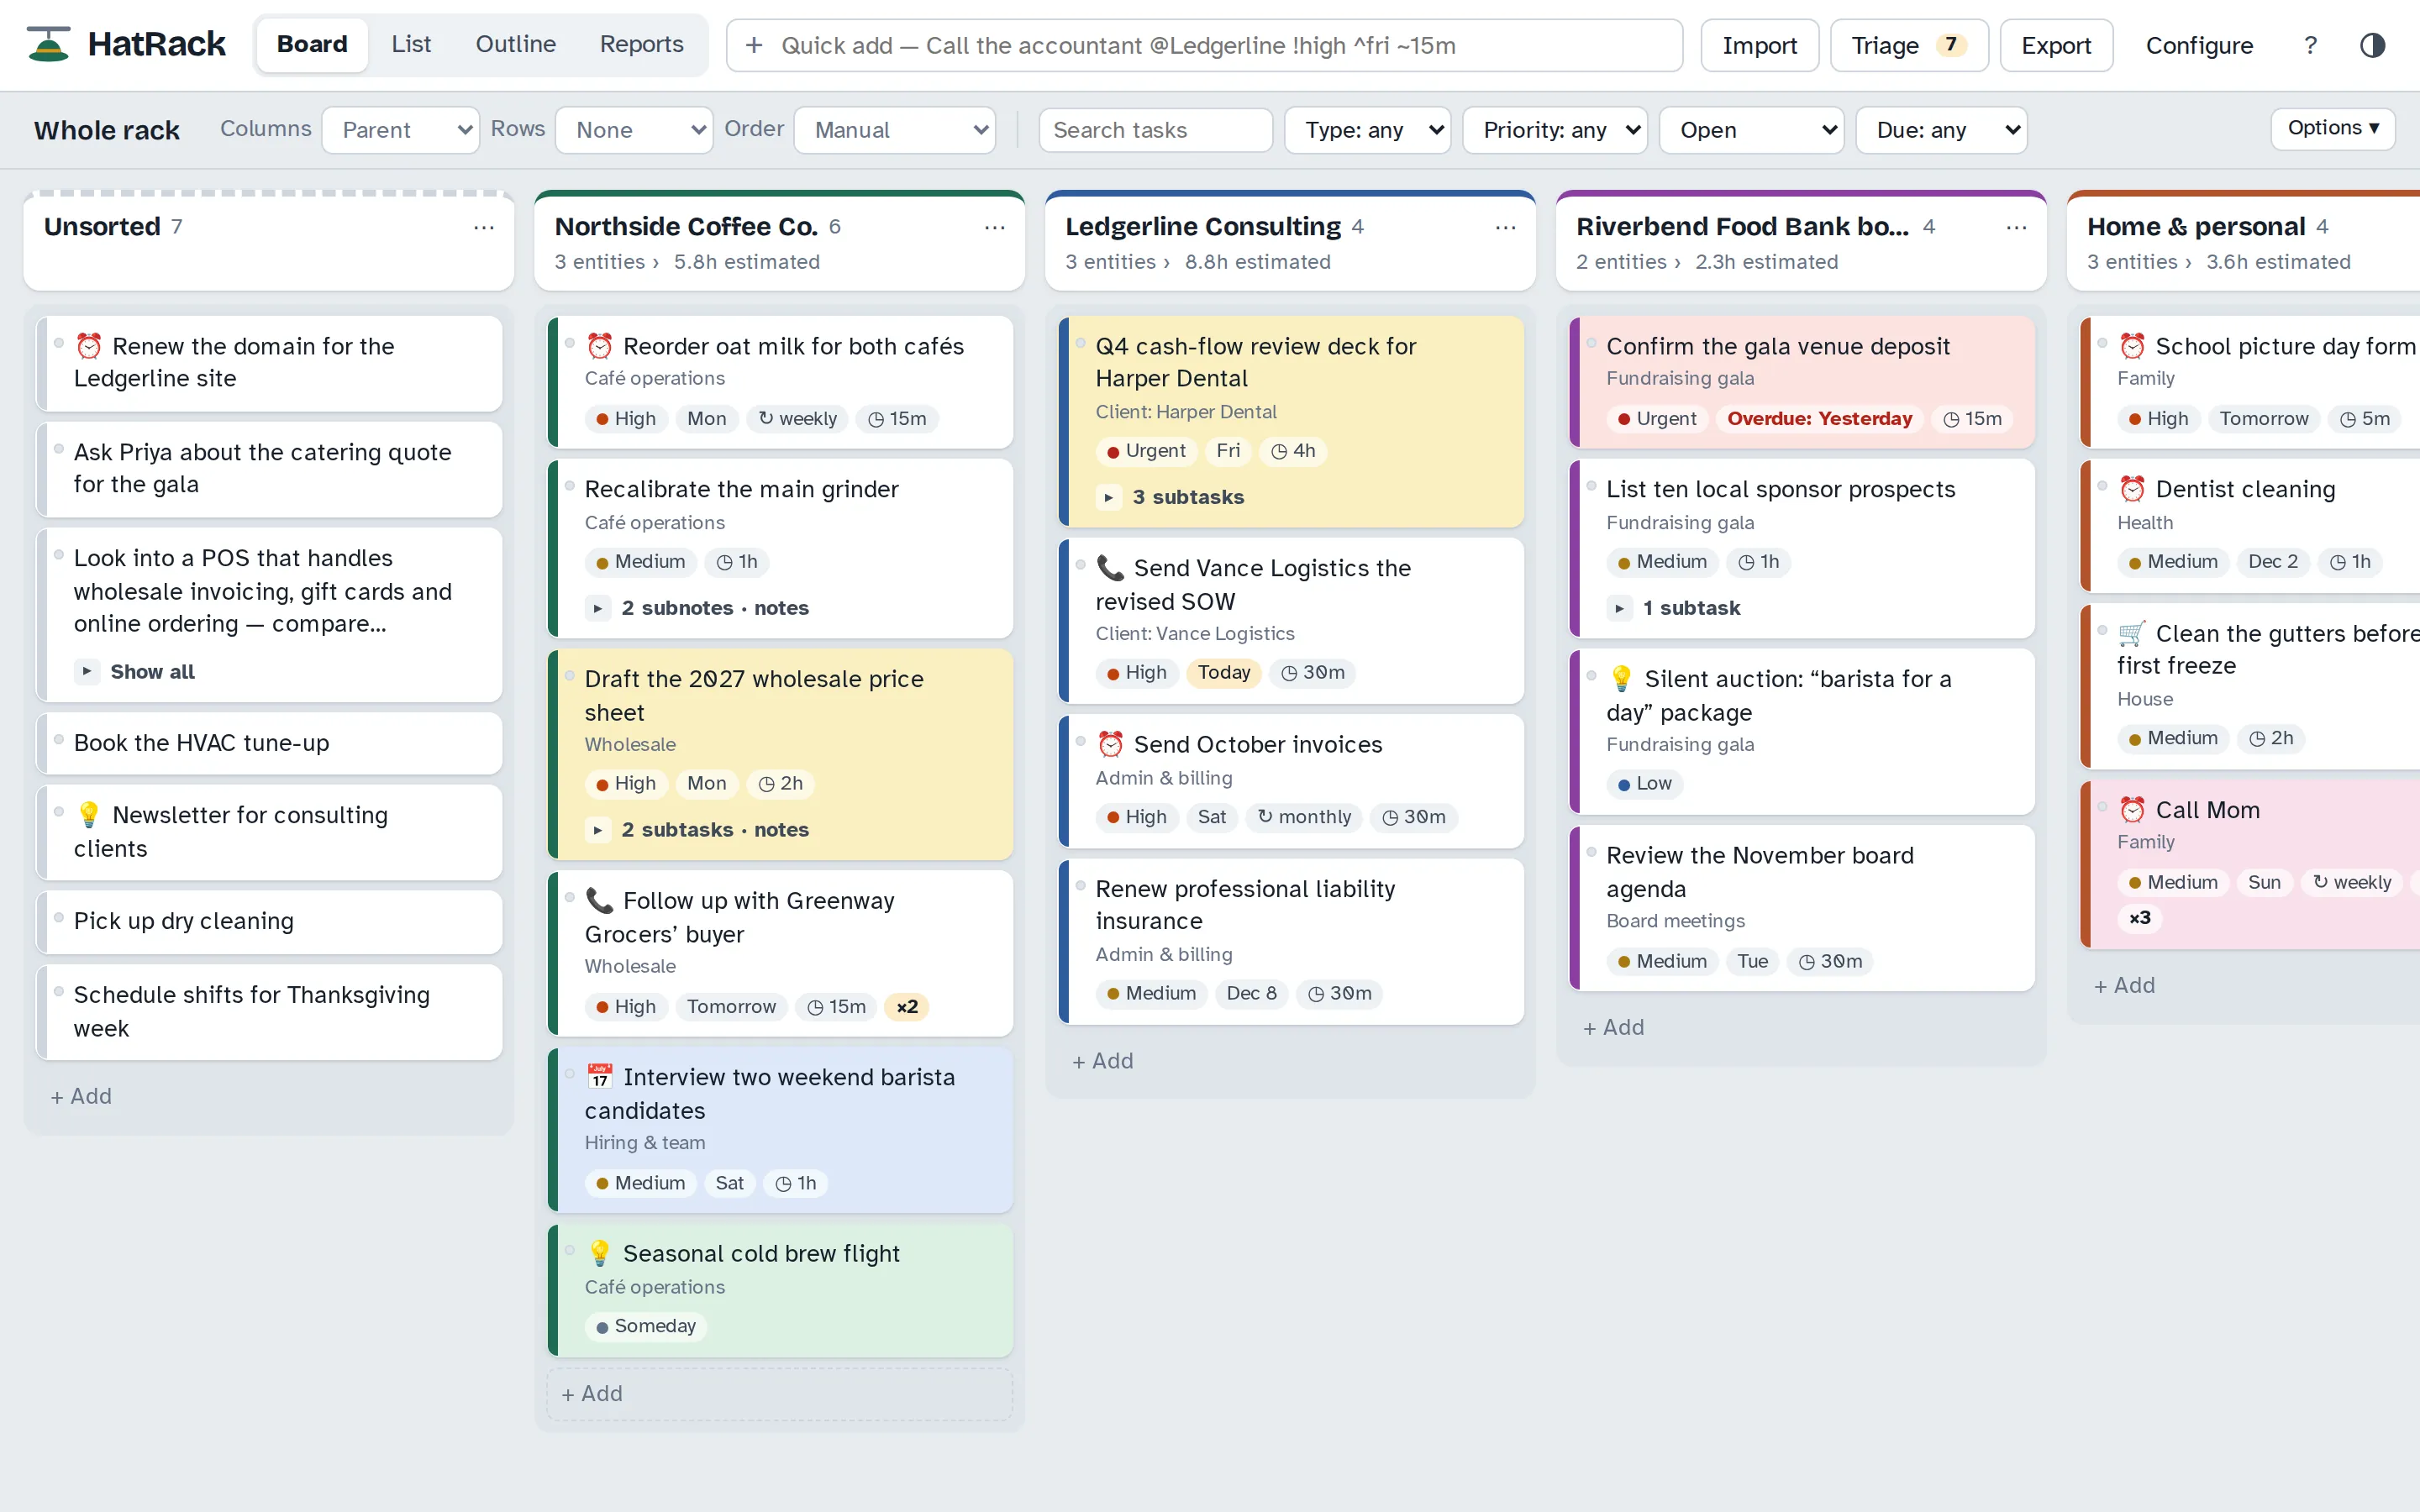 HatRack
Board List Outline Reports
+ Quick add — Call the accountant @Ledgerline !high ^fri ~15m
Import Triage 7 Export Configure ?
Whole rack Columns Parent Rows None Order Manual Search tasks Type: any Priority: any Open Due: any Options ▾
Unsorted 7 ...
⏰ Renew the domain for the
Ledgerline site
Ask Priya about the catering quote
for the gala
Look into a POS that handles
wholesale invoicing, gift cards and
online ordering — compare...
▸ Show all
Book the HVAC tune-up
💡 Newsletter for consulting
clients
Pick up dry cleaning
Schedule shifts for Thanksgiving
week
+ Add
Northside Coffee Co. 6 ...
3 entities › 5.8h estimated
⏰ Reorder oat milk for both cafés
Café operations
High Mon ↻ weekly ◷ 15m
Recalibrate the main grinder
Café operations
Medium ◷ 1h
▸ 2 subnotes • notes
Draft the 2027 wholesale price
sheet
Wholesale
High Mon ◷ 2h
▸ 2 subtasks • notes
📞 Follow up with Greenway
Grocers’ buyer
Wholesale
High Tomorrow ◷ 15m ×2
📅 Interview two weekend barista
candidates
Hiring & team
Medium Sat ◷ 1h
💡 Seasonal cold brew flight
Café operations
Someday
+ Add
Ledgerline Consulting 4 ...
3 entities › 8.8h estimated
Q4 cash-flow review deck for
Harper Dental
Client: Harper Dental
Urgent Fri ◷ 4h
▸ 3 subtasks
📞 Send Vance Logistics the
revised SOW
Client: Vance Logistics
High Today ◷ 30m
⏰ Send October invoices
Admin & billing
High Sat ↻ monthly ◷ 30m
Renew professional liability
insurance
Admin & billing
Medium Dec 8 ◷ 30m
+ Add
Riverbend Food Bank bo... 4 ...
2 entities › 2.3h estimated
Confirm the gala venue deposit
Fundraising gala
Urgent Overdue: Yesterday ◷ 15m
List ten local sponsor prospects
Fundraising gala
Medium ◷ 1h
▸ 1 subtask
💡 Silent auction: “barista for a
day” package
Fundraising gala
Low
Review the November board
agenda
Board meetings
Medium Tue ◷ 30m
+ Add
Home & personal 4
3 entities › 3.6h estimated
⏰ School picture day form
Family
High Tomorrow ◷ 5m
⏰ Dentist cleaning
Health
Medium Dec 2 ◷ 1h
🛒 Clean the gutters before
first freeze
House
Medium ◷ 2h
⏰ Call Mom
Family
Medium Sun ↻ weekly
×3
+ Add